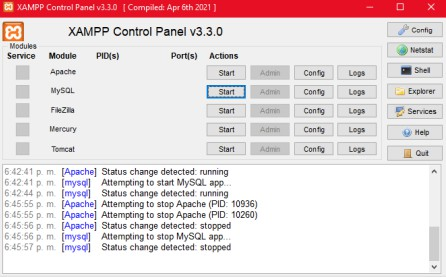 XAMPP Control Panel v3.3.0 [ Compiled: Apr 6th 2021 ]
XAMPP Control Panel v3.3.0
Config
Modules
Service Module PID(s) Port(s) Actions
Netstat
Apache Start Admin Config Logs
Shell
MySQL Start Admin Config Logs
Explorer
FileZilla Start Admin Config Logs
Services
Mercury Start Admin Config Logs
Help
Tomcat Start Admin Config Logs
Quit
6:42:41 p. m. [Apache] Status change detected: running
6:42:41 p. m. [mysql] Attempting to start MySQL app...
6:42:44 p. m. [mysql] Status change detected: running
6:45:55 p. m. [Apache] Attempting to stop Apache (PID: 10936)
6:45:55 p. m. [Apache] Attempting to stop Apache (PID: 10260)
6:45:56 p. m. [Apache] Status change detected: stopped
6:45:56 p. m. [mysql] Attempting to stop MySQL app...
6:45:57 p. m. [mysql] Status change detected: stopped